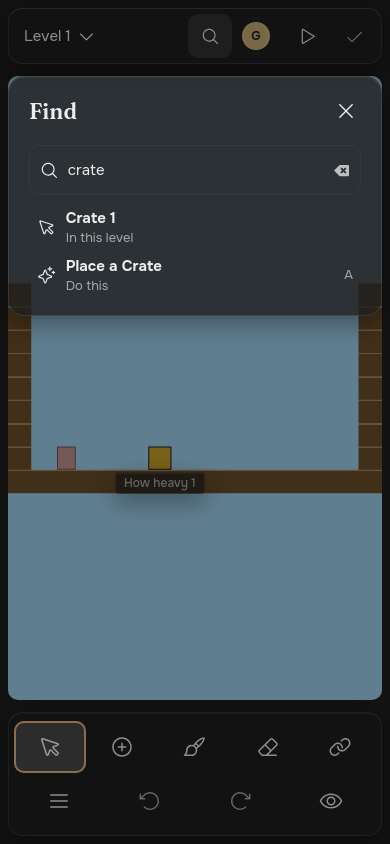 Level 1
G
Find
crate
Crate 1
In this level
Place a Crate
Do this
A
How heavy 1